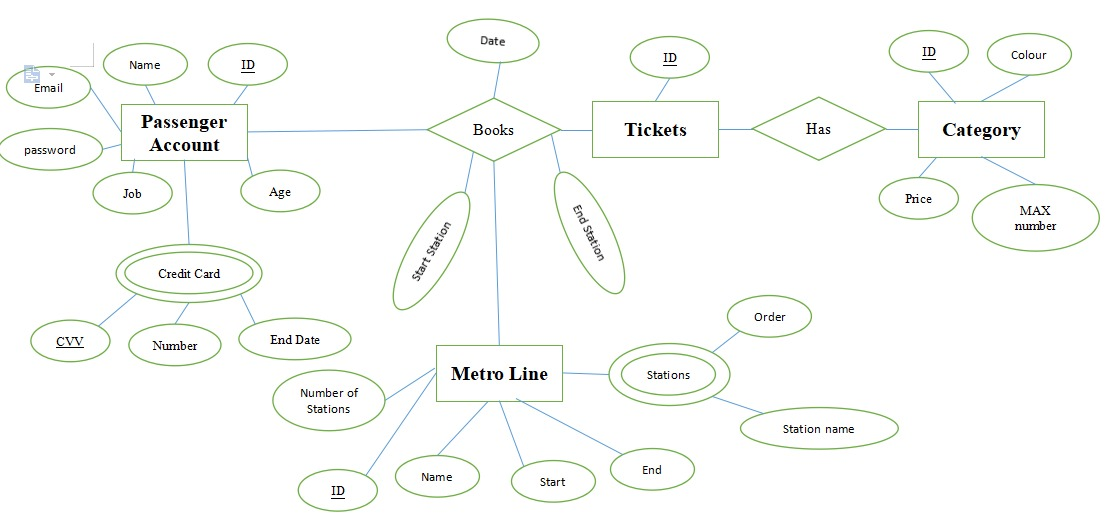 Date
Name
ID
Email
Passenger
Account
password
Job
Age
Books
ID
Tickets
Has
ID
Colour
Category
Price
MAX
number
Start Station
End Station
Credit Card
CVV
Number
End Date
Metro Line
Number of
Stations
ID
Name
Start
End
Stations
Order
Station name